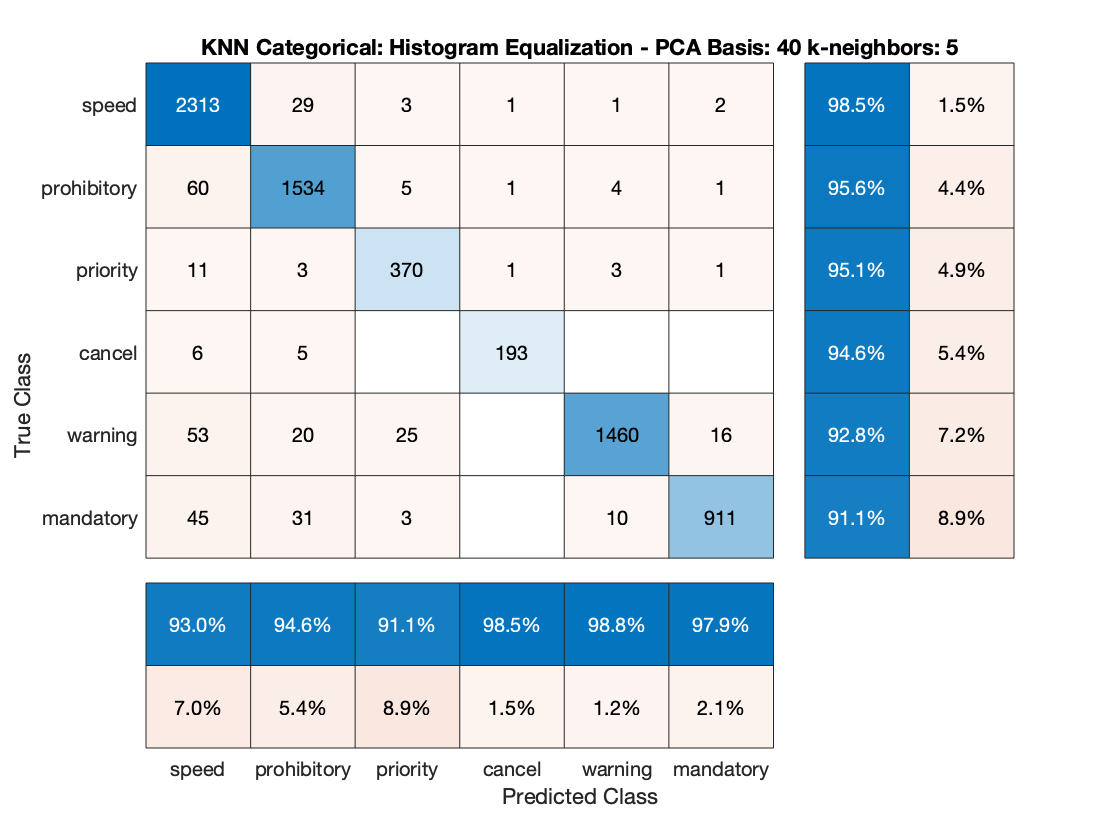 KNN Categorical: Histogram Equalization - PCA Basis: 40 k-neighbors: 5
speed 2313 29 3 1 1 2 98.5% 1.5%
prohibitory 60 1534 5 1 4 1 95.6% 4.4%
priority 11 3 370 1 3 1 95.1% 4.9%
cancel 6 5 193 94.6% 5.4%
warning 53 20 25 1460 16 92.8% 7.2%
mandatory 45 31 3 10 911 91.1% 8.9%
True Class
93.0% 94.6% 91.1% 98.5% 98.8% 97.9%
7.0% 5.4% 8.9% 1.5% 1.2% 2.1%
speed prohibitory priority cancel warning mandatory
Predicted Class